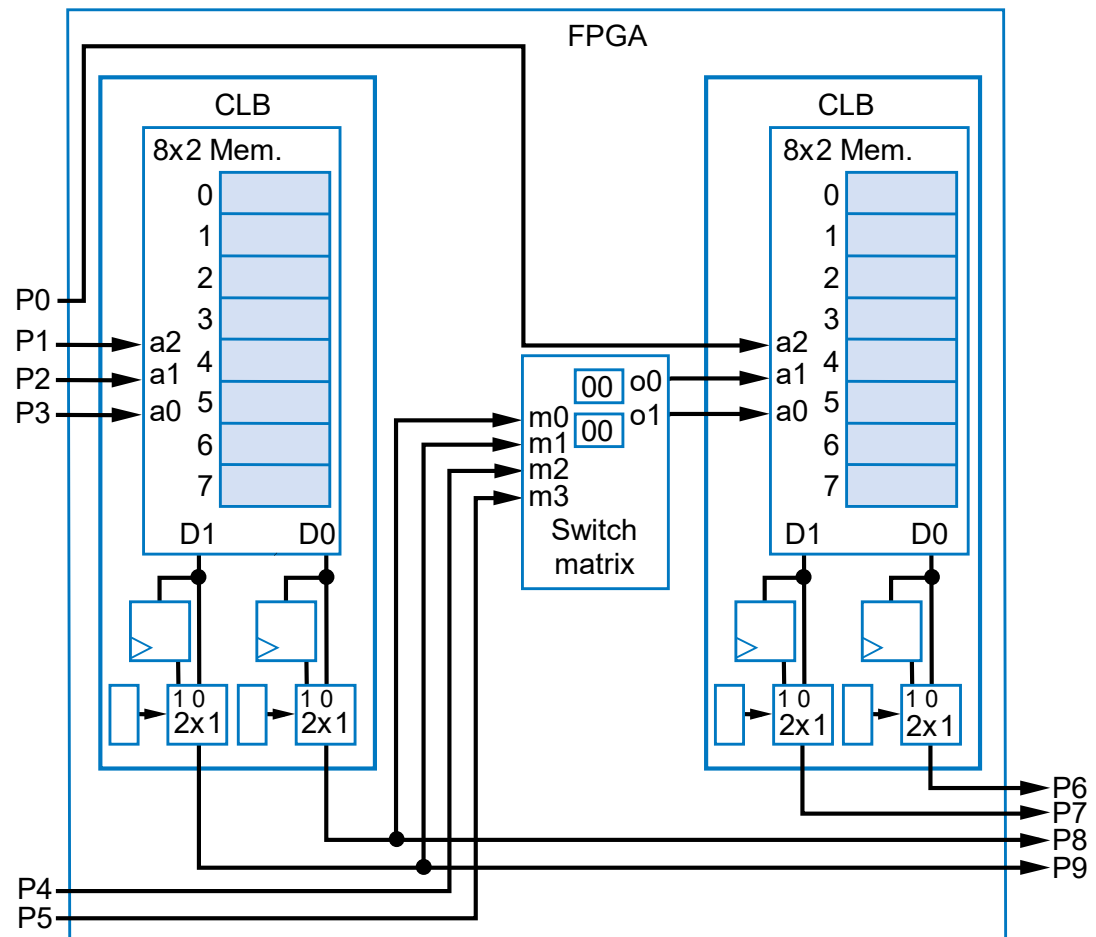 FPGA
CLB
8x2 Mem.
0
1
2
3
4
5
6
7
a2
a1
a0
D1 D0
1 0
2x1
1 0
2x1
P0
P1
P2
P3
P4
P5
00 o0
00 o1
m0
m1
m2
m3
Switch
matrix
CLB
8x2 Mem.
0
1
2
3
4
5
6
7
a2
a1
a0
D1 D0
1 0
2x1
1 0
2x1
P6
P7
P8
P9